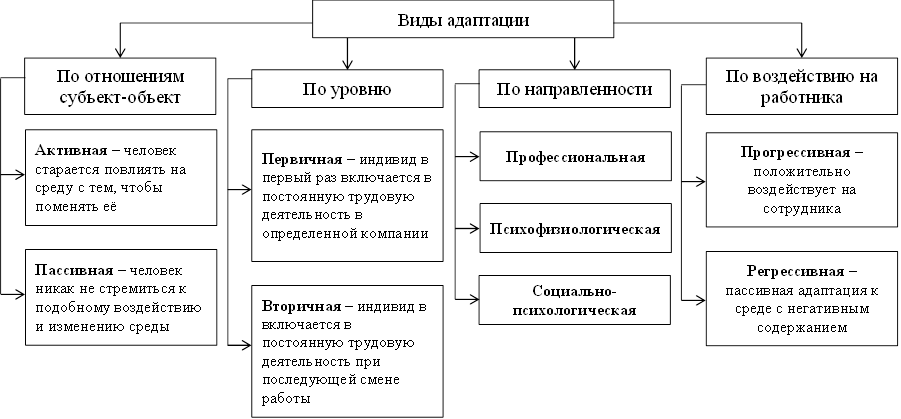 Виды адаптации
По отношениям
субъект-объект
Активная – человек
старается повлиять на
среду с тем, чтобы
поменять её
Пассивная – человек
никак не стремиться к
подобному воздействию
и изменению среды
По уровню
Первичная – индивид в
первый раз включается в
постоянную трудовую
деятельность в
определенной компании
Вторичная – индивид в
включается в
постоянную трудовую
деятельность при
последующей смене
работы
По направленности
Профессиональная
Психофизиологическая
Социально-
психологическая
По воздействию на
работника
Прогрессивная –
положительно
воздействует на
сотрудника
Регрессивная –
пассивная адаптация к
среде с негативным
содержанием